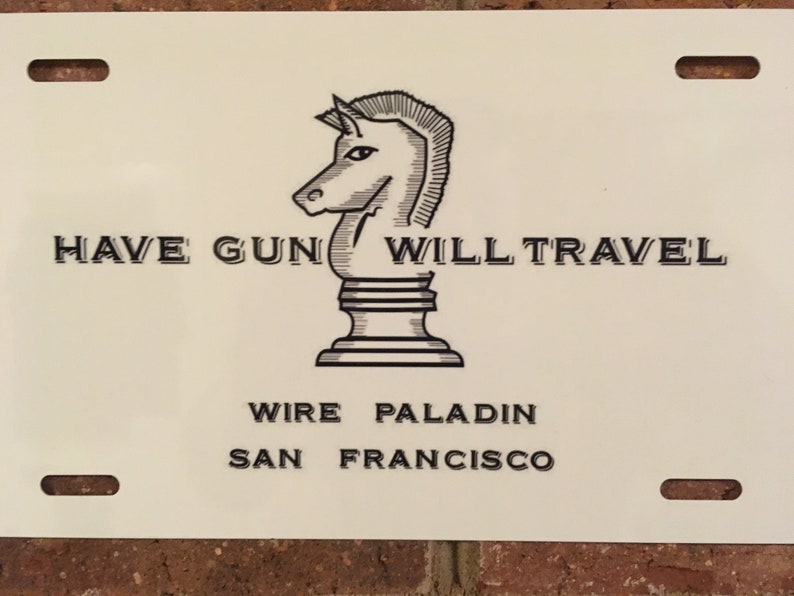 HAVE GUN WILL TRAVEL
WIRE PALADIN
SAN FRANCISCO